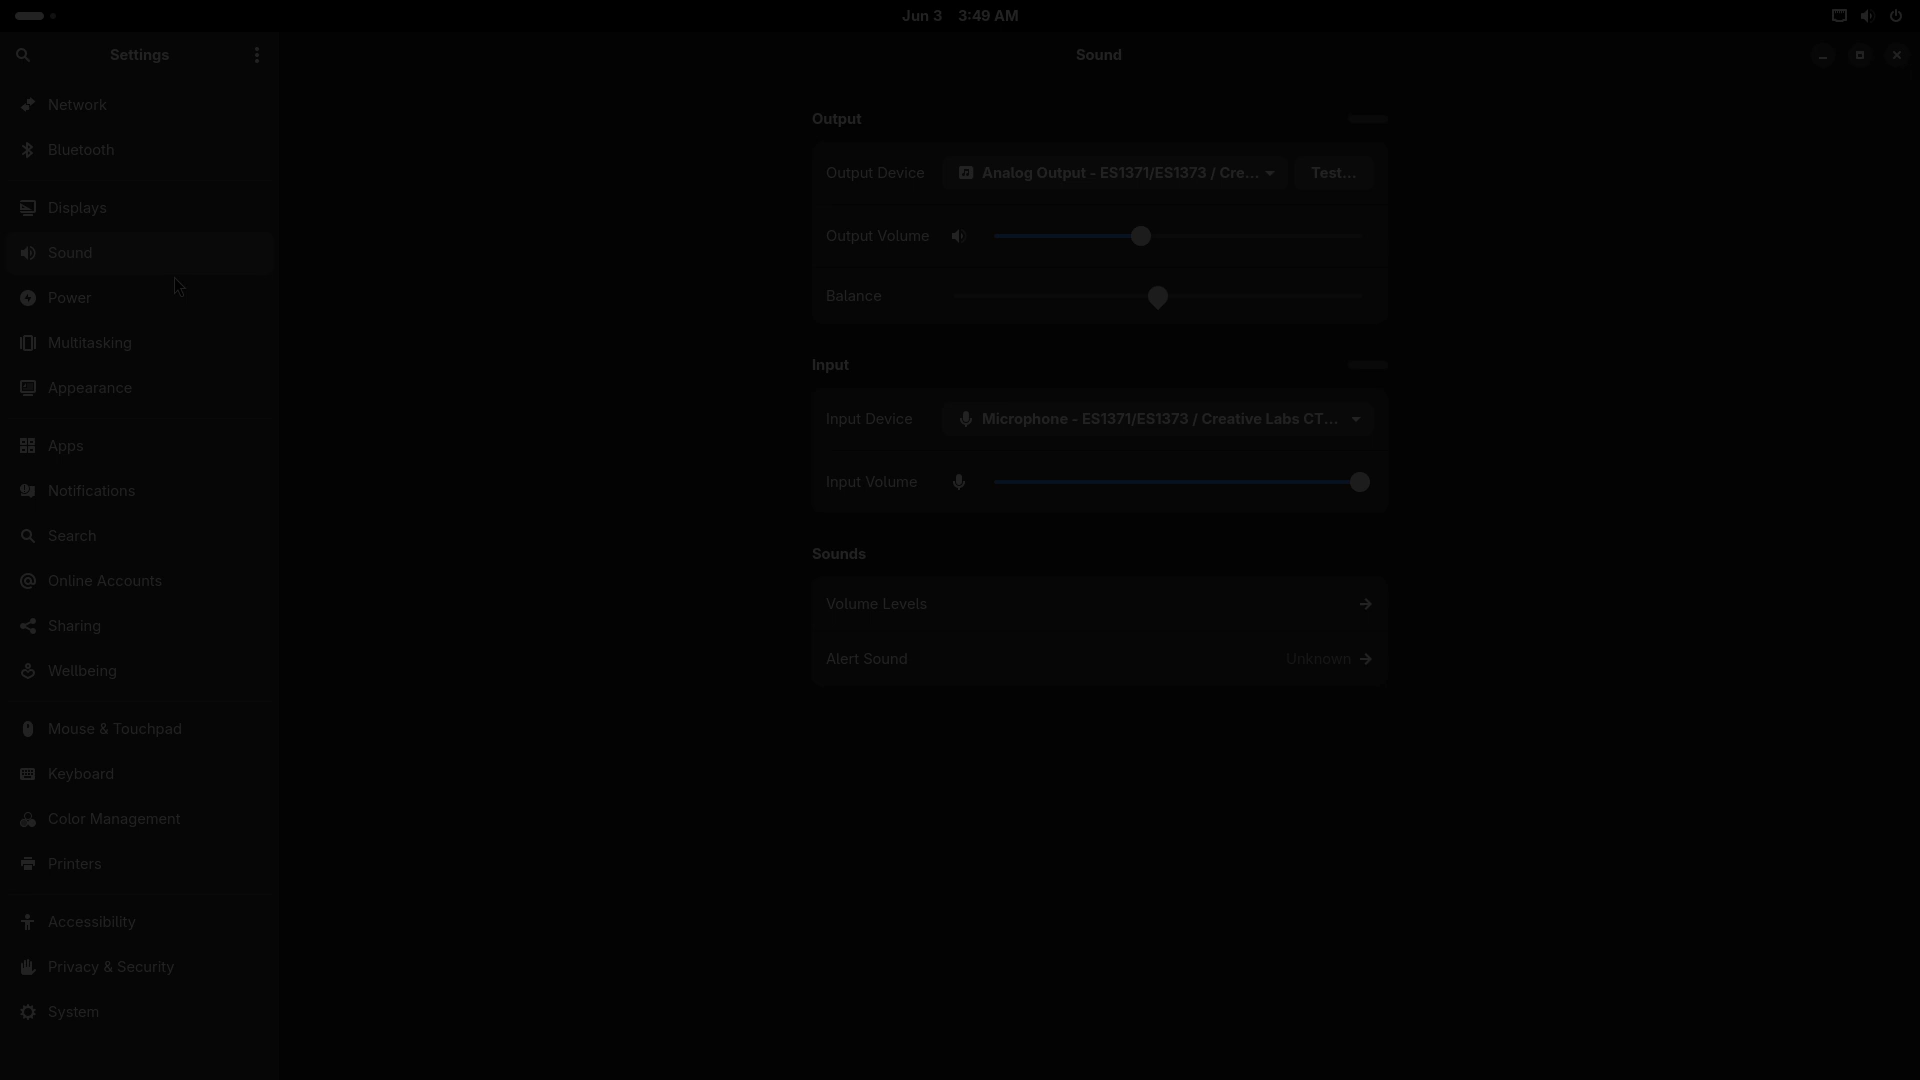 Jun 3 3:49 AM
Settings
Sound
Network
Bluetooth
Displays
Sound
Power
Multitasking
Appearance
Apps
Notifications
Search
Online Accounts
Sharing
Wellbeing
Mouse & Touchpad
Keyboard
Color Management
Printers
Accessibility
Privacy & Security
System
Output
Output Device
Analog Output - ES1371/ES1373 / Cre...
Test...
Output Volume
Balance
Input
Input Device
Microphone - ES1371/ES1373 / Creative Labs CT...
Input Volume
Sounds
Volume Levels
Alert Sound
Unknown